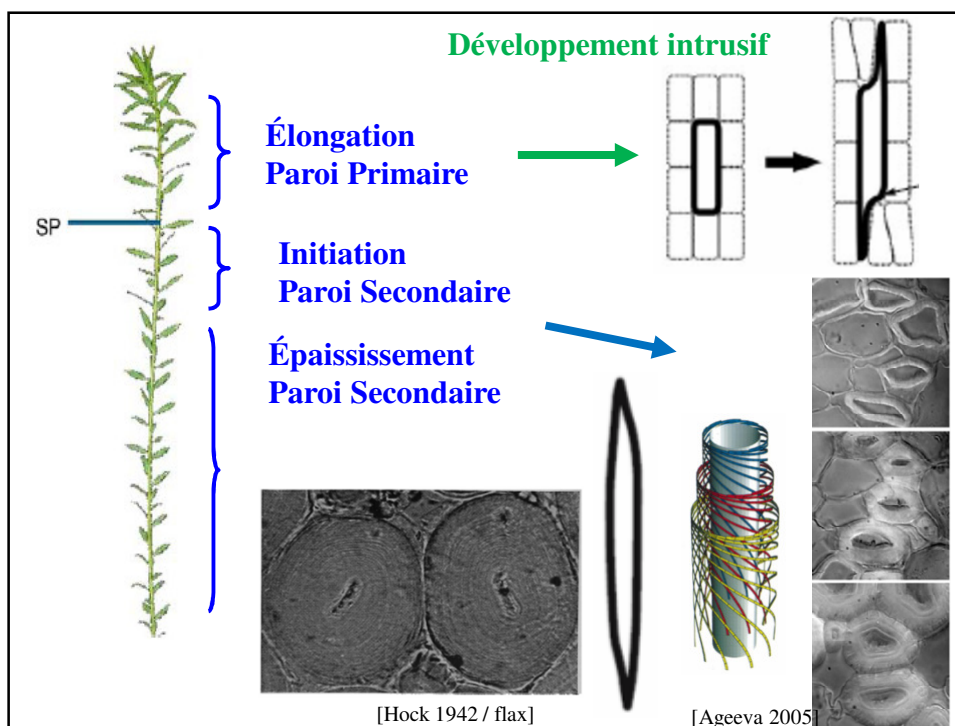 Développement intrusif
Élongation
Paroi Primaire
SP
Initiation
Paroi Secondaire
Épaississement
Paroi Secondaire
[Hock 1942 / flax]
[Ageeva 2005]